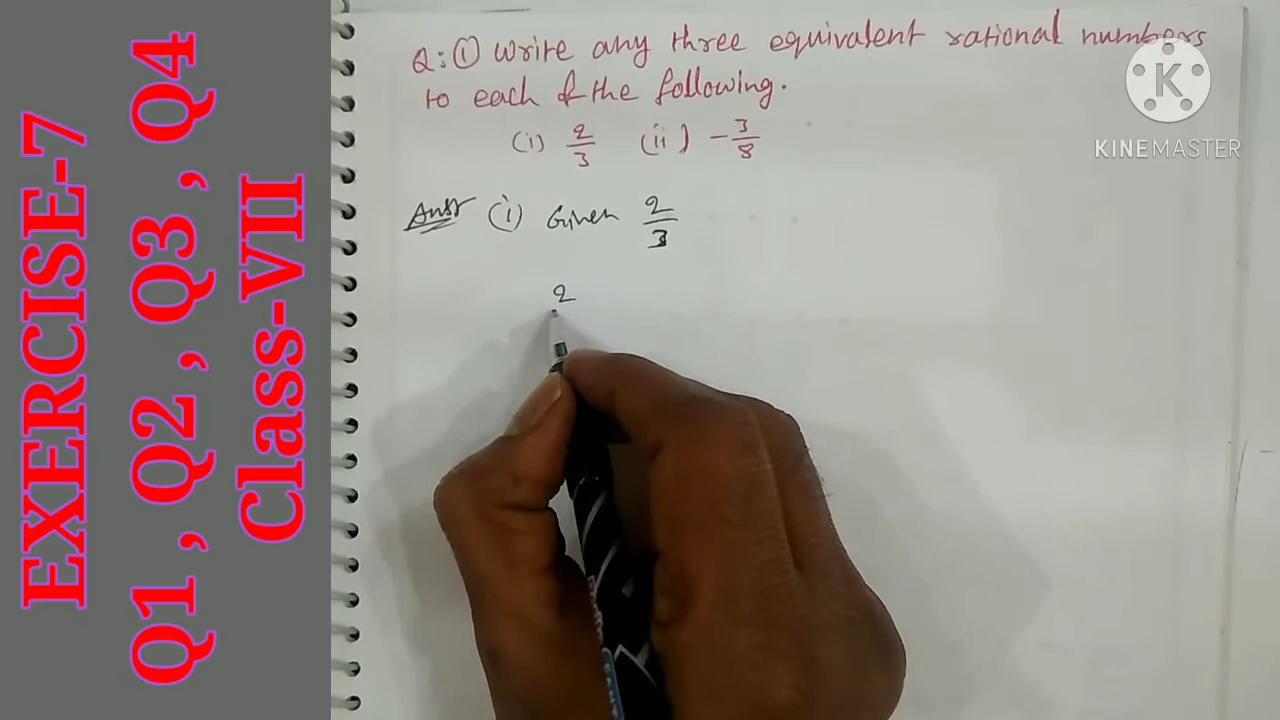 EXERCISE-7
Q1 , Q2 , Q3 , Q4
Class-VII
Q: ① Write any three equivalent rational numbers
to each of the following.
(i) 2/3 (ii) -3/8
Ans (i) Given 2/3
2
KINEMASTER